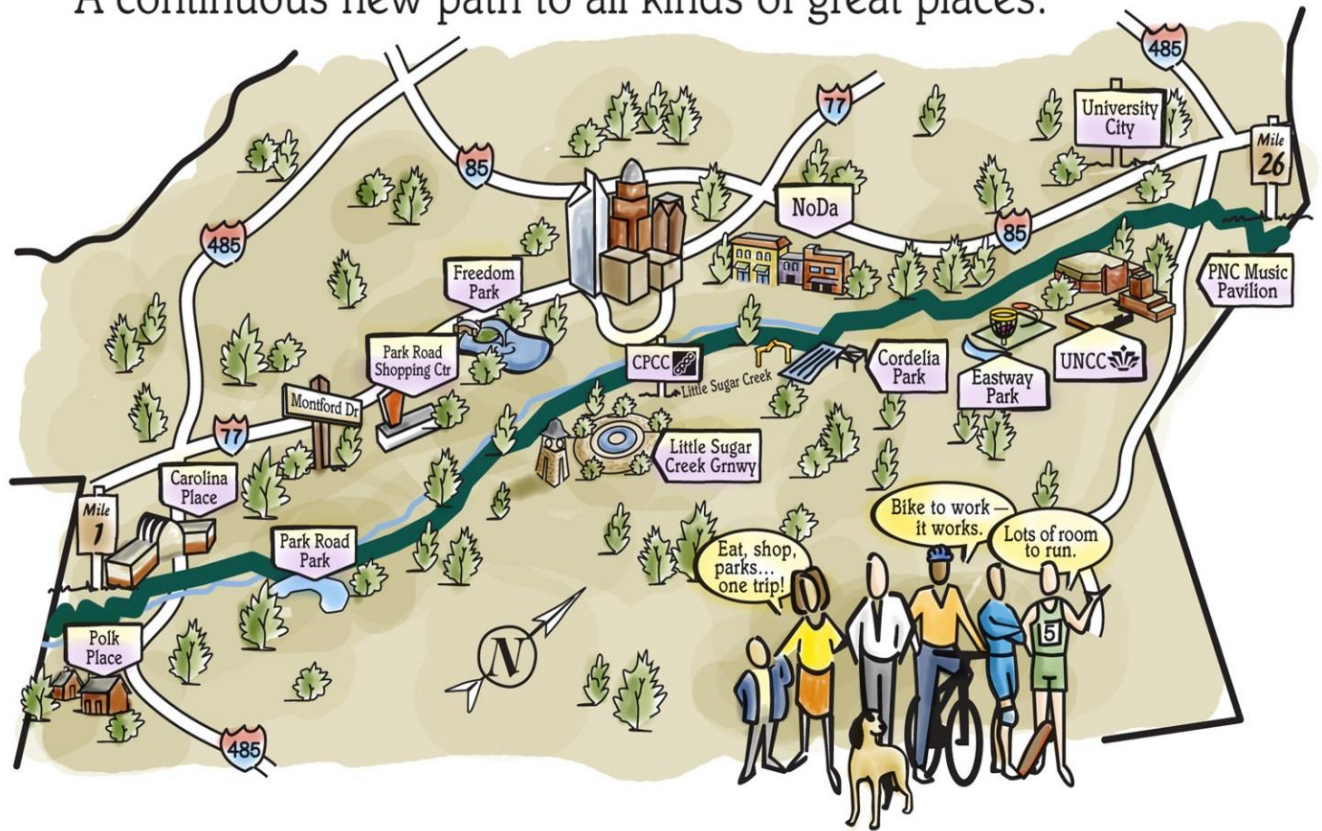 A continuous new path to all kinds of great places.
485
University
City
Mile
26
77
85
NoDa
485
85
Freedom
Park
PNC Music
Pavilion
Park Road
Shopping Ctr
CPCC
Little Sugar Creek
Cordelia
Park
Eastway
Park
UNCC
Montford Dr
77
Little Sugar
Creek Grnwy
Carolina
Place
Mile
1
Park Road
Park
Bike to work —
it works.
Lots of room
to run.
Eat, shop,
parks...
one trip!
5
Polk
Place
N
485